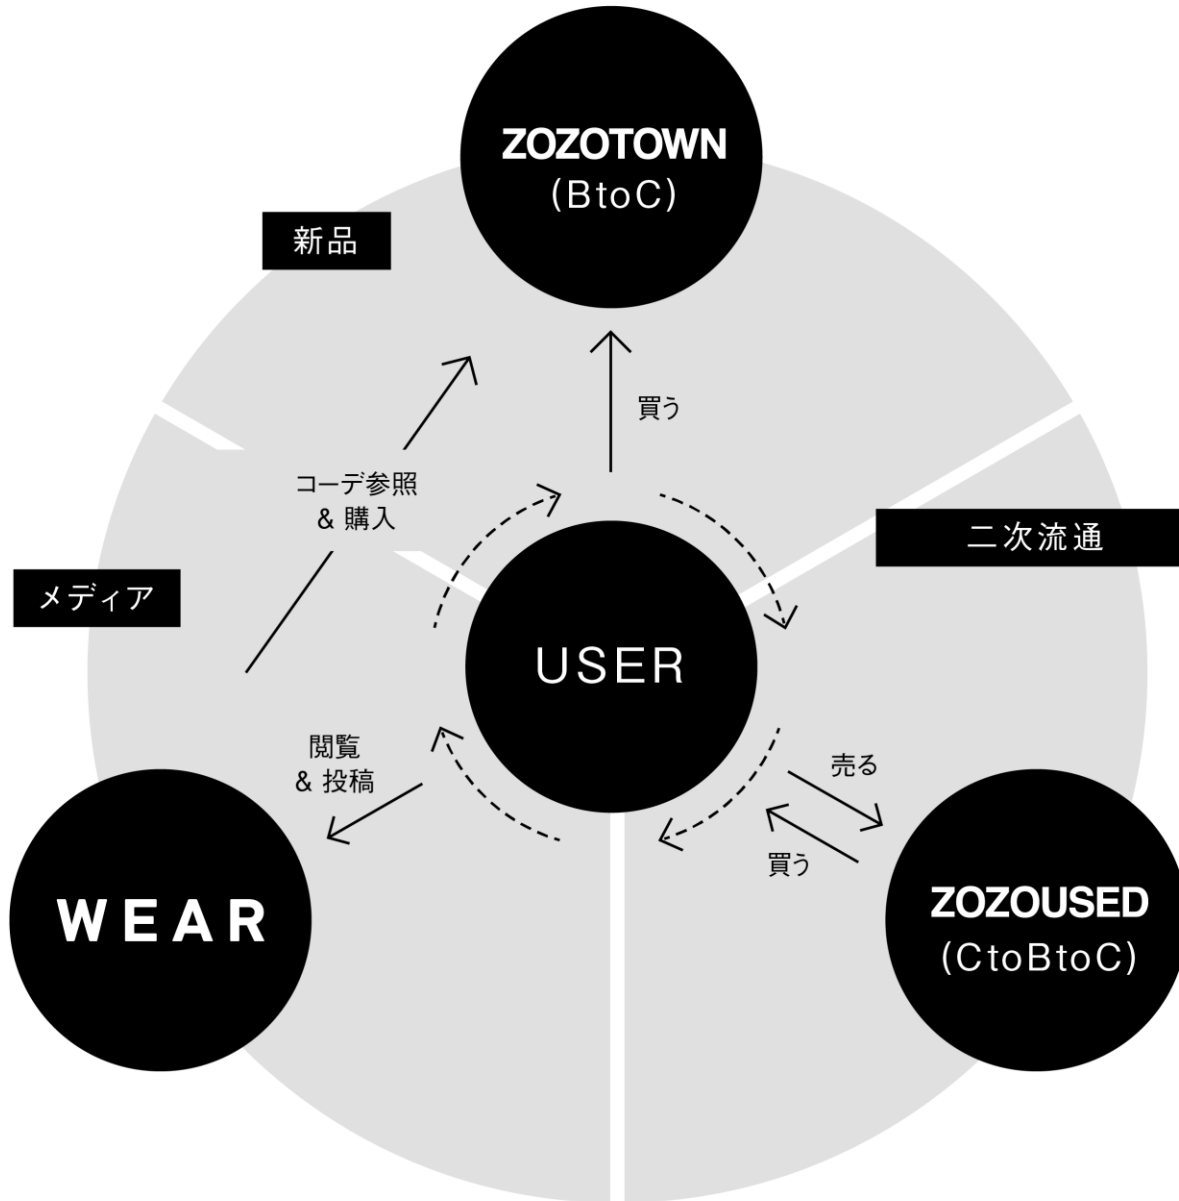 ZOZOTOWN
(BtoC)
新品
買う
コーデ参照
& 購入
二次流通
メディア
USER
閲覧
& 投稿
売る
買う
WEAR
ZOZOUSED
(CtoBtoC)